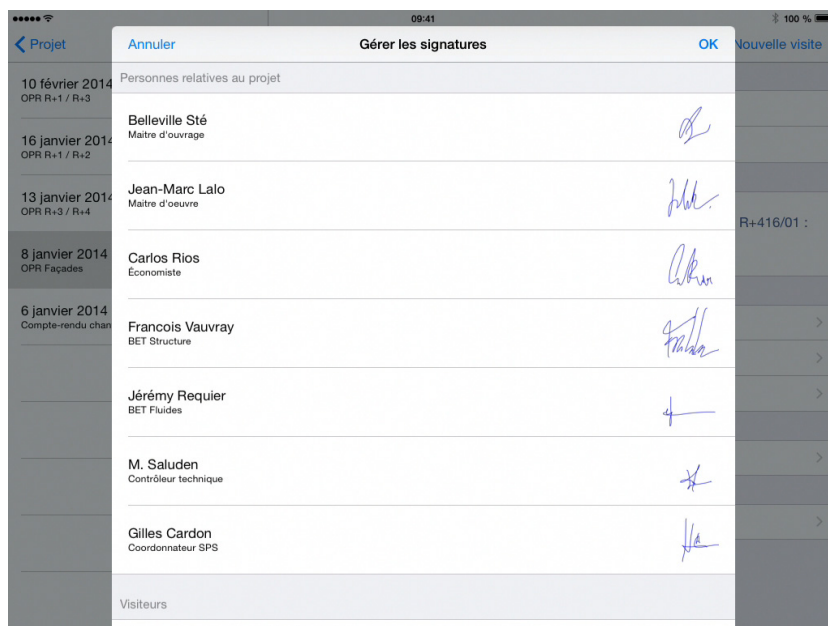 09:41
100 %
Projet
Annuler
Gérer les signatures
OK
Nouvelle visite
Personnes relatives au projet
10 février 2014
OPR R+1 / R+3
16 janvier 2014
OPR R+1 / R+2
13 janvier 2014
OPR R+3 / R+4
8 janvier 2014
OPR Façades
6 janvier 2014
Compte-rendu chan
Belleville Sté
Maitre d'ouvrage
Jean-Marc Lalo
Maitre d'oeuvre
Carlos Rios
Économiste
Francois Vauvray
BET Structure
Jérémy Requier
BET Fluides
M. Saluden
Contrôleur technique
Gilles Cardon
Coordonnateur SPS
Visiteurs
R+416/01 :